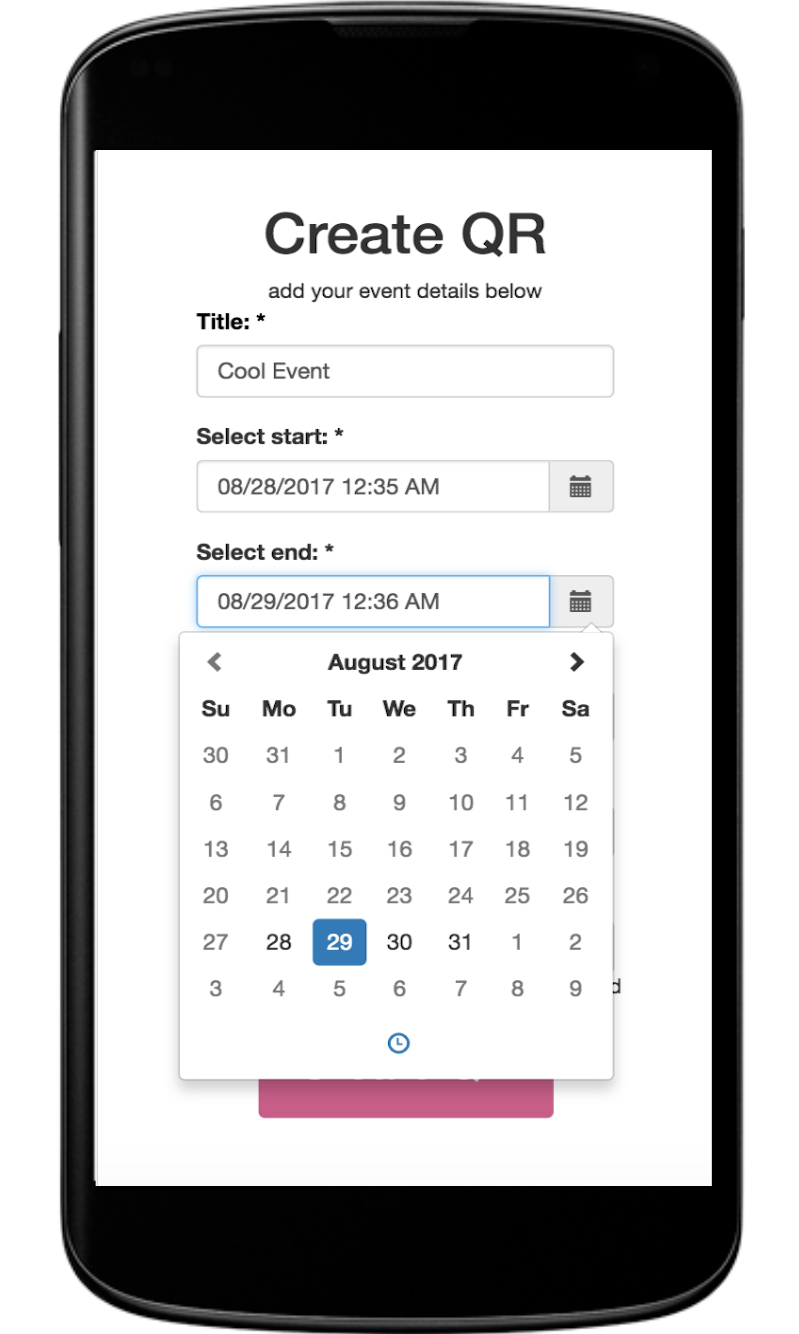 Create QR
add your event details below
Title: *
Cool Event
Select start: *
08/28/2017 12:35 AM
Select end: *
08/29/2017 12:36 AM
August 2017
Su Mo Tu We Th Fr Sa
30 31 1 2 3 4 5
6 7 8 9 10 11 12
13 14 15 16 17 18 19
20 21 22 23 24 25 26
27 28 29 30 31 1 2
3 4 5 6 7 8 9
d